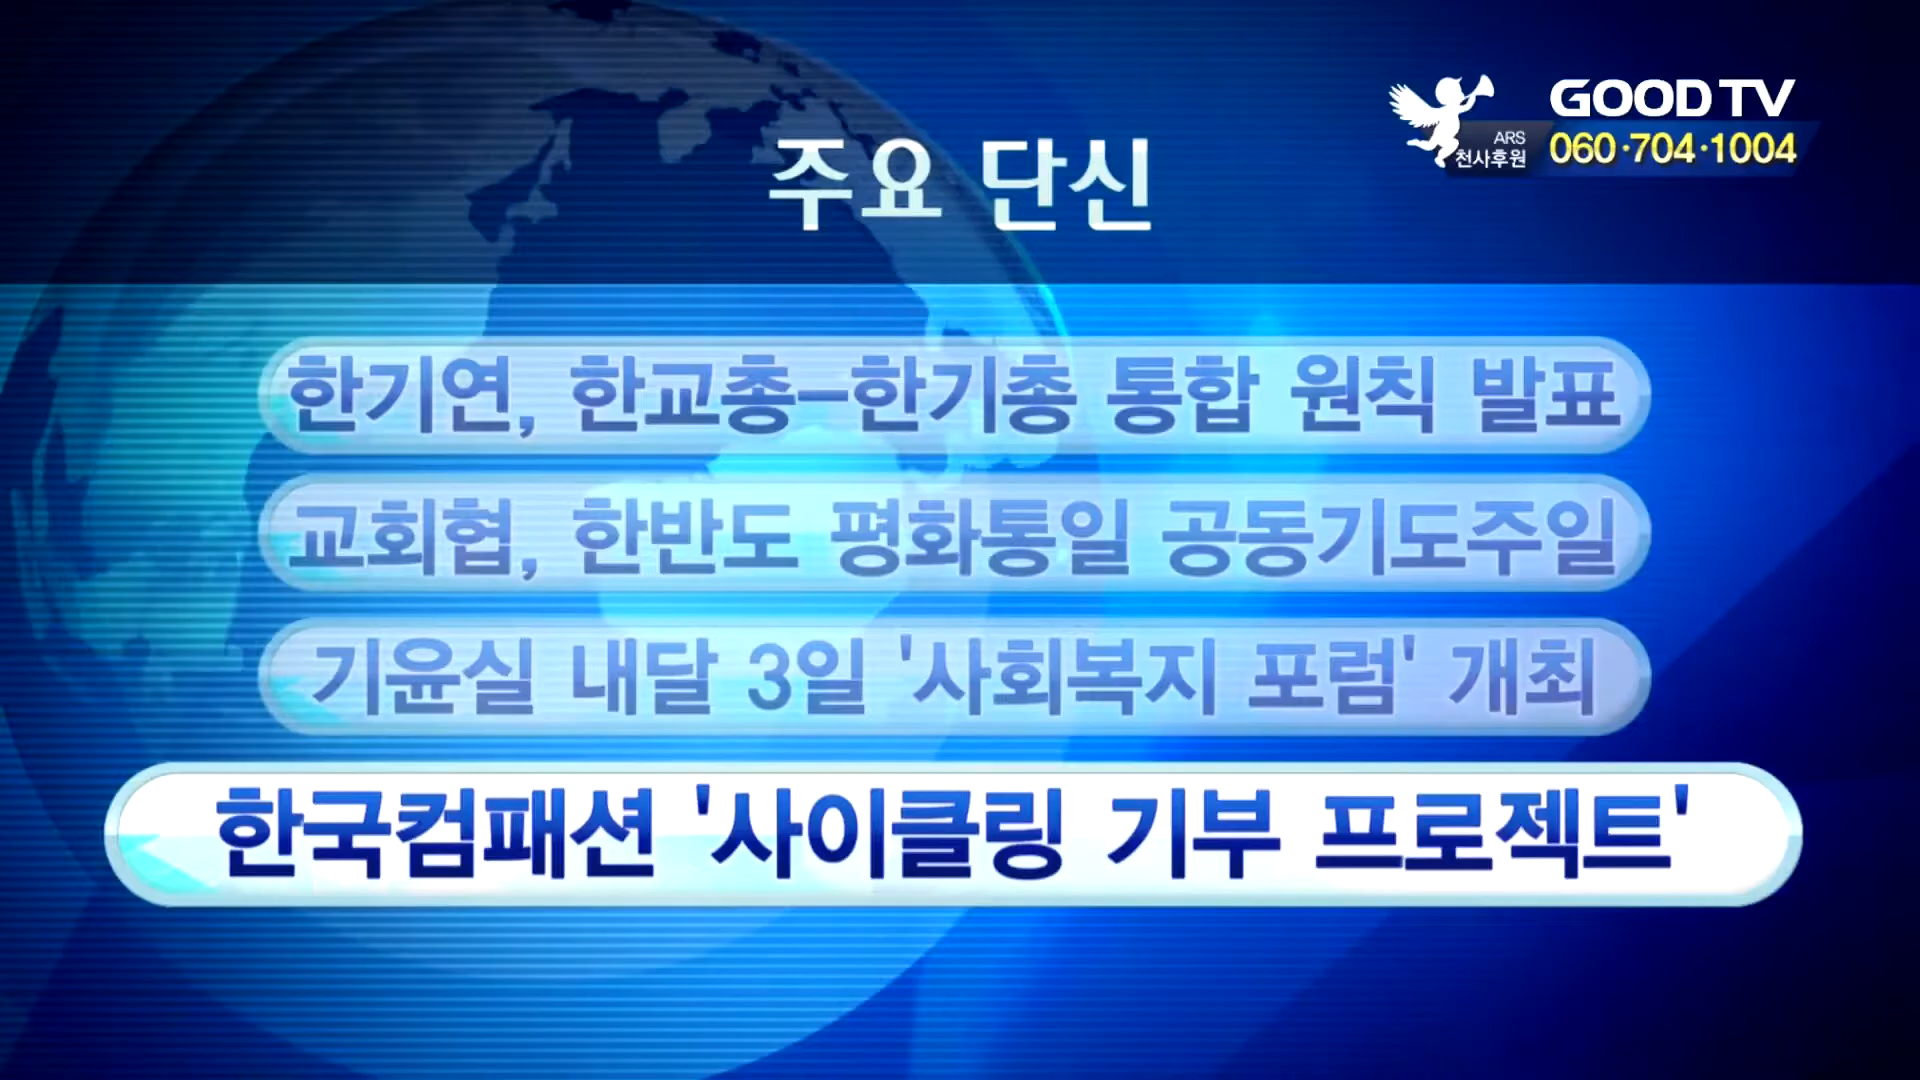 GOODTV
ARS
천사후원
060·704·1004
주요 단신
한기연, 한교총-한기총 통합 원칙 발표
교회협, 한반도 평화통일 공동기도주일
기윤실 내달 3일 '사회복지 포럼' 개최
한국컴패션 '사이클링 기부 프로젝트'